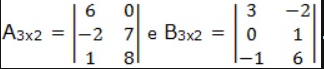 A3x2 = | 6 0 | e B3x2 = | 3 -2 |
| -2 7 | | 0 1 |
| 1 8 | | -1 6 |